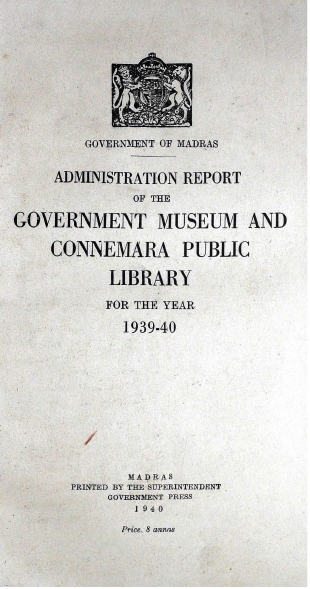 GOVERNMENT OF MADRAS
ADMINISTRATION REPORT
OF THE
GOVERNMENT MUSEUM AND
CONNEMARA PUBLIC
LIBRARY
FOR THE YEAR
1939-40
MADRAS
PRINTED BY THE SUPERINTENDENT
GOVERNMENT PRESS
1940
Price, 8 annas